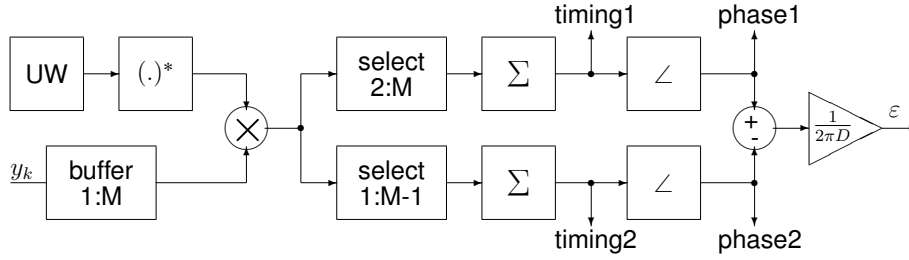 timing1
phase1
UW
(.)*
select
2:M
Σ
∠
+
-
1
2πD
ε
×
y_k
buffer
1:M
select
1:M-1
Σ
∠
timing2
phase2